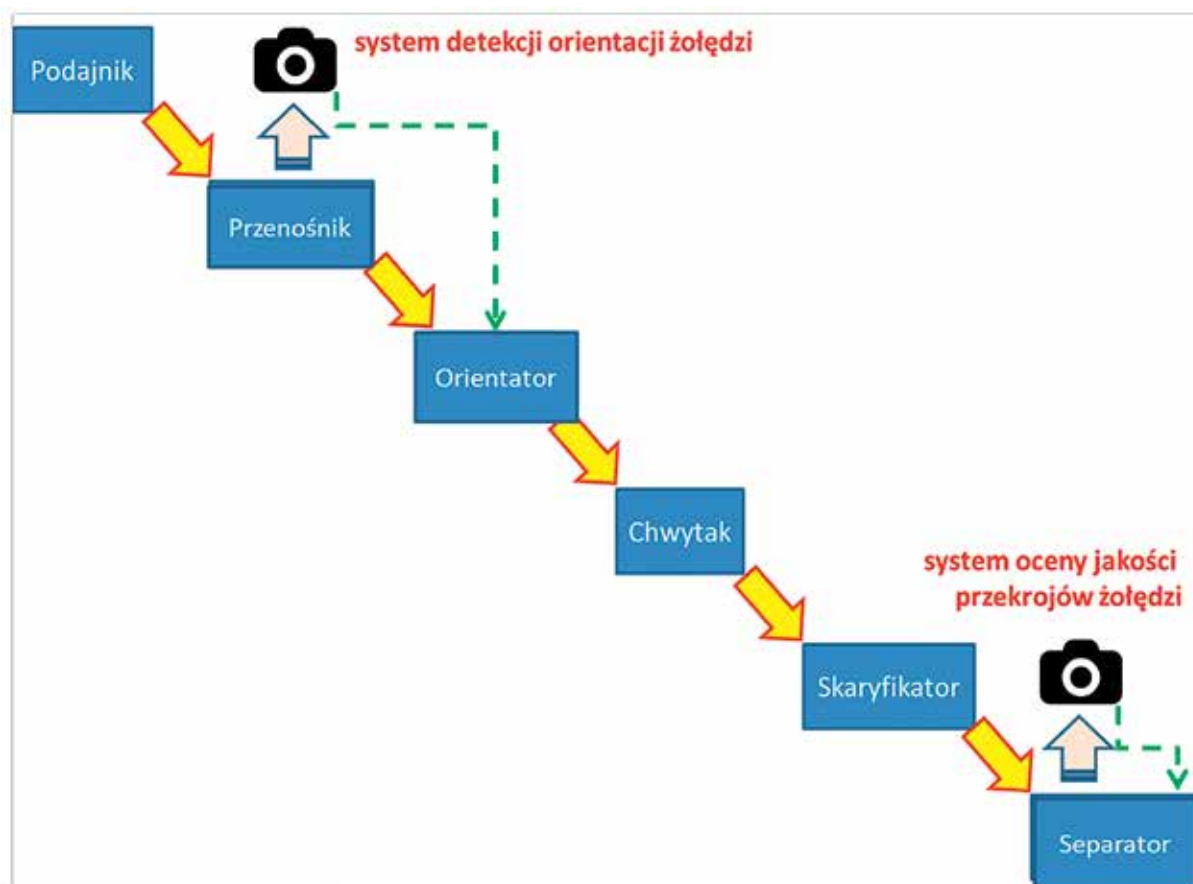 Podajnik
system detekcji orientacji żołędzi
Przenośnik
Orientator
Chwytak
system oceny jakości
przekrojów żołędzi
Skaryfikator
Separator